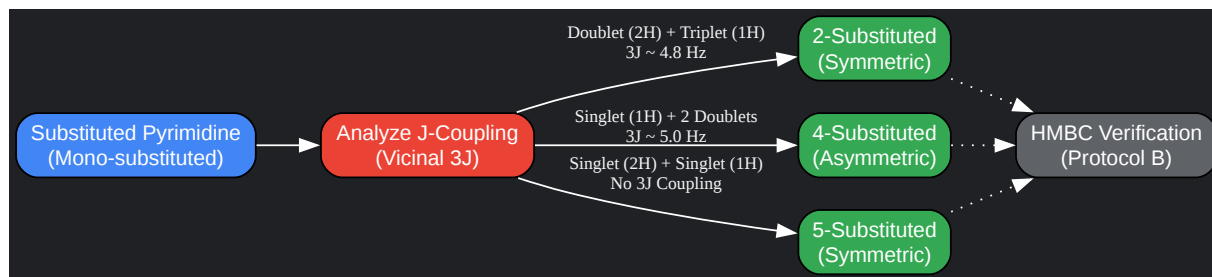 Substituted Pyrimidine
(Mono-substituted)
Analyze J-Coupling
(Vicinal 3J)
Doublet (2H) + Triplet (1H)
3J ~ 4.8 Hz
Singlet (1H) + 2 Doublets
3J ~ 5.0 Hz
Singlet (2H) + Singlet (1H)
No 3J Coupling
2-Substituted
(Symmetric)
4-Substituted
(Asymmetric)
5-Substituted
(Symmetric)
HMBC Verification
(Protocol B)